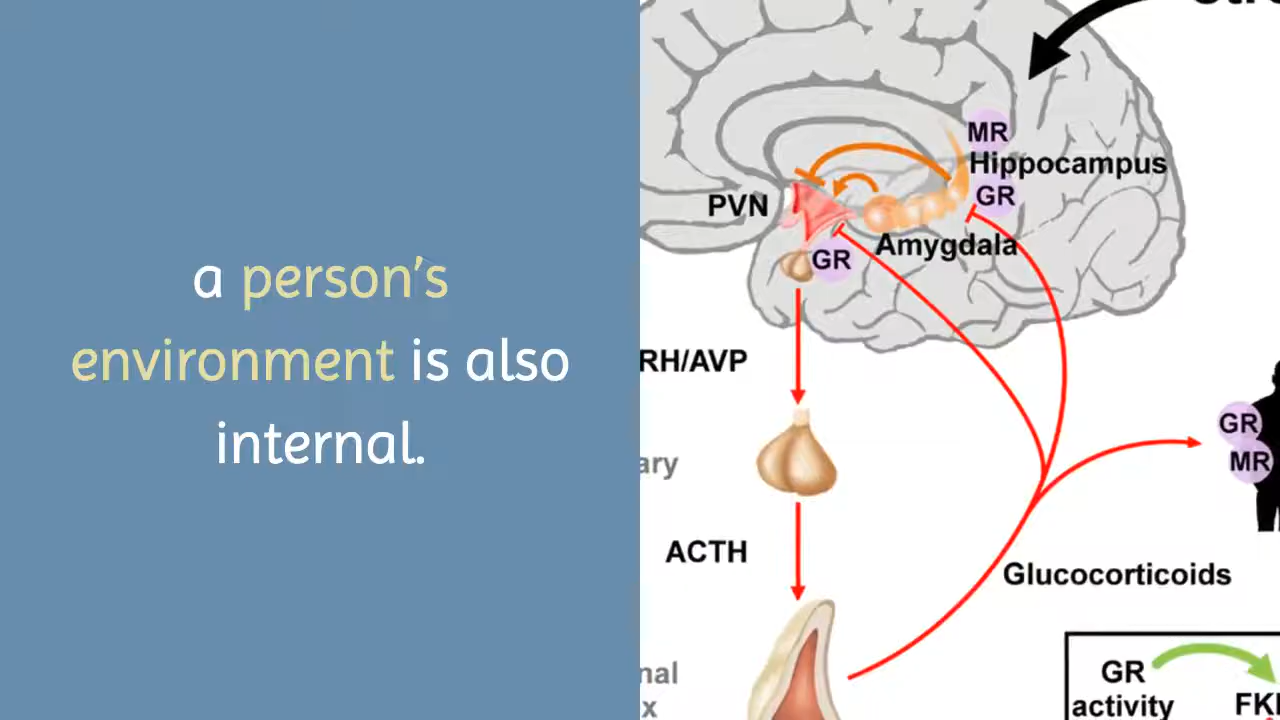 a person's
environment is also
internal.
MR
Hippocampus
GR
PVN
Amygdala
GR
RH/AVP
GR
MR
ary
ACTH
Glucocorticoids
nal
x
GR
activity